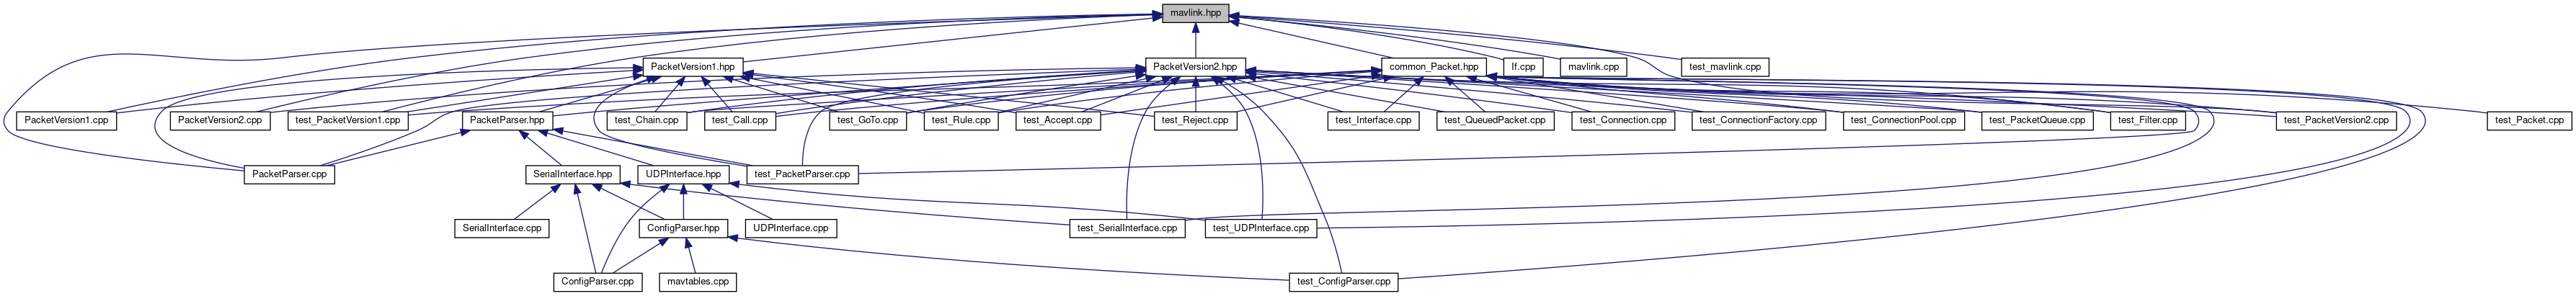 mavlink.hpp
PacketVersion1.hpp
PacketVersion2.hpp
common_Packet.hpp
If.cpp
mavlink.cpp
test_mavlink.cpp
PacketVersion1.cpp
PacketVersion2.cpp
test_PacketVersion1.cpp
PacketParser.hpp
test_Chain.cpp
test_Call.cpp
test_GoTo.cpp
test_Rule.cpp
test_Accept.cpp
test_Reject.cpp
test_Interface.cpp
test_QueuedPacket.cpp
test_Connection.cpp
test_ConnectionFactory.cpp
test_ConnectionPool.cpp
test_PacketQueue.cpp
test_Filter.cpp
test_PacketVersion2.cpp
test_Packet.cpp
PacketParser.cpp
SerialInterface.hpp
UDPInterface.hpp
test_PacketParser.cpp
SerialInterface.cpp
ConfigParser.hpp
UDPInterface.cpp
test_SerialInterface.cpp
test_UDPInterface.cpp
ConfigParser.cpp
mavtables.cpp
test_ConfigParser.cpp